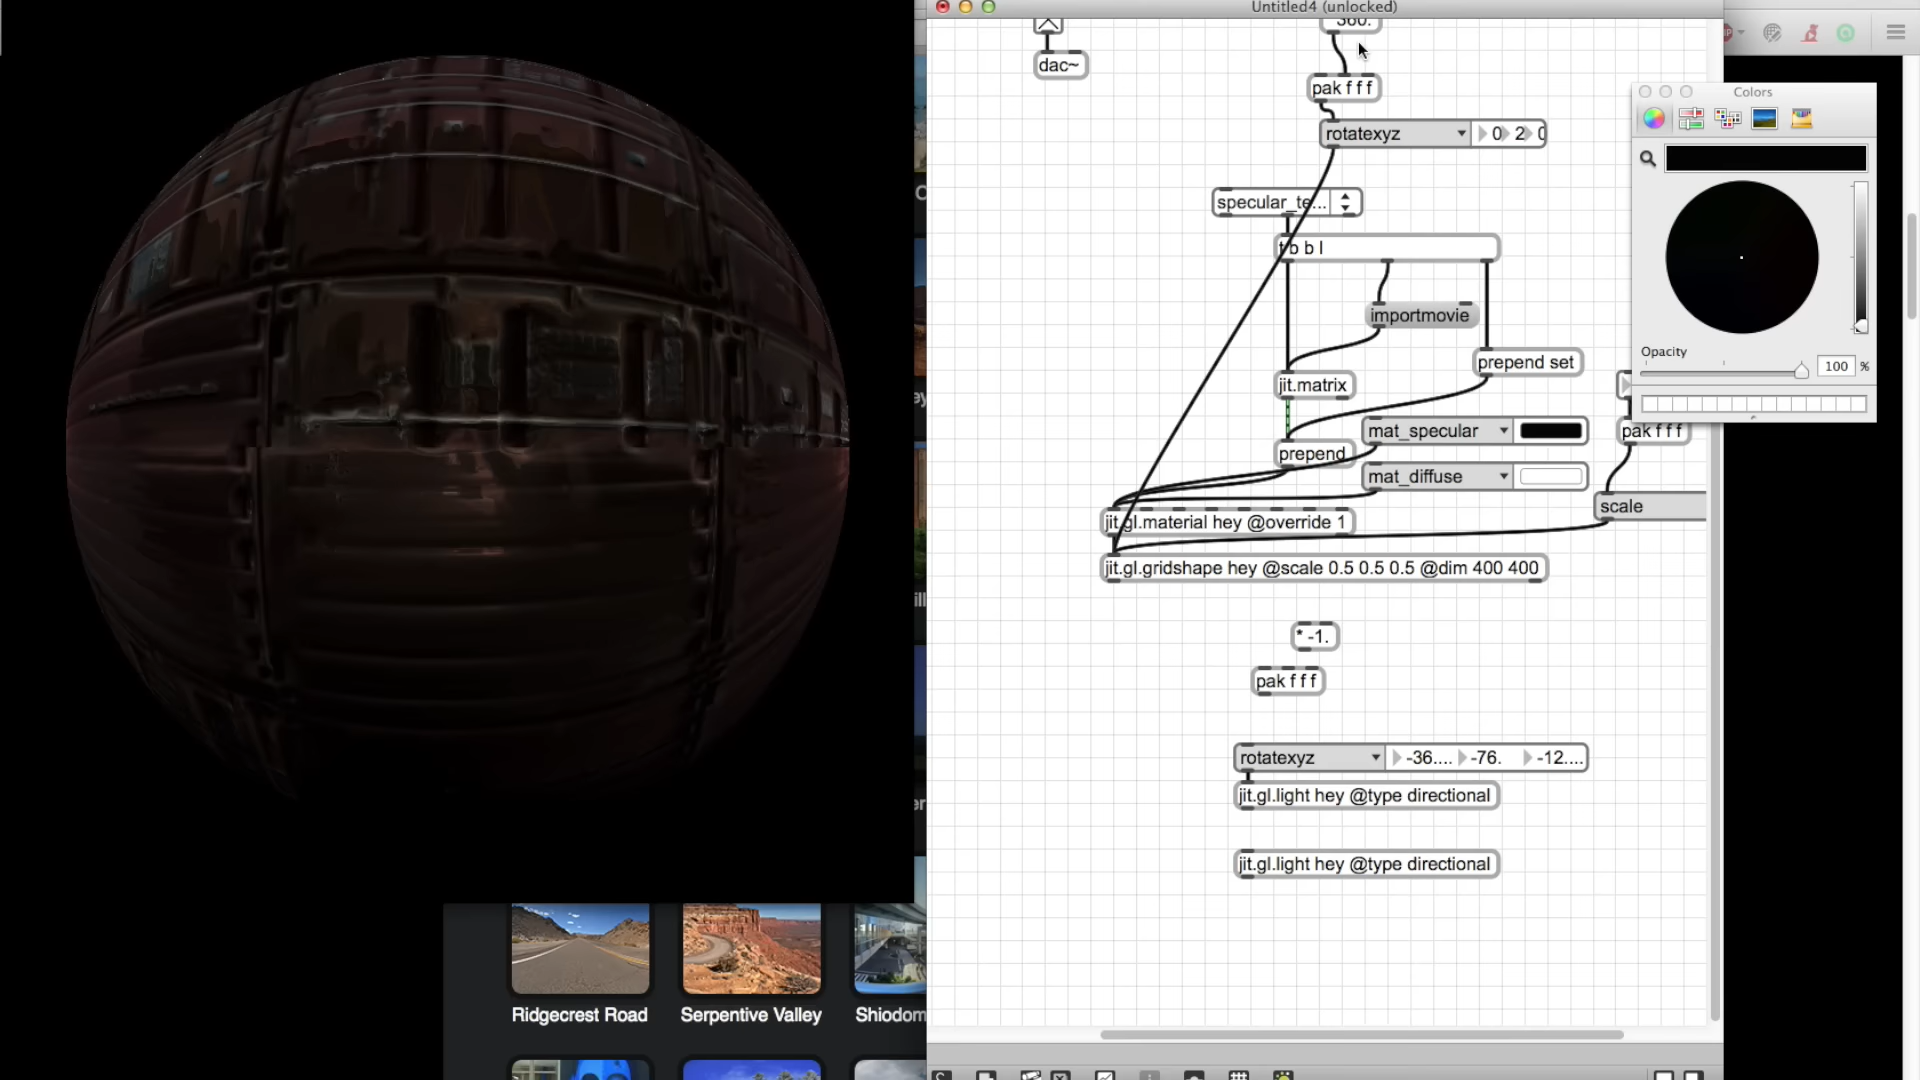 Untitled4 (unlocked)
360.
dac~
pak f f f
rotatexyz
0 2 0
specular_te...
t b b l
importmovie
prepend set
jit.matrix
mat_specular
prepend
mat_diffuse
pak f f f
scale
jit.gl.material hey @override 1
jit.gl.gridshape hey @scale 0.5 0.5 0.5 @dim 400 400
* -1.
pak f f f
rotatexyz
-36.... -76. -12....
jit.gl.light hey @type directional
jit.gl.light hey @type directional
Colors
Opacity
100 %
Ridgecrest Road
Serpentive Valley
Shiodom